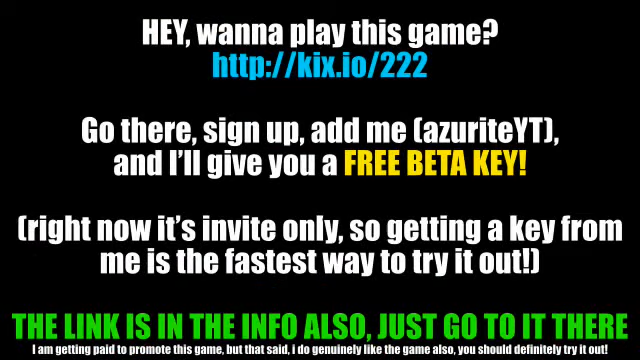 HEY, wanna play this game?
http://kix.io/222
Go there, sign up, add me (azuriteYT),
and I'll give you a FREE BETA KEY!
(right now it's invite only, so getting a key from
me is the fastest way to try it out!)
THE LINK IS IN THE INFO ALSO, JUST GO TO IT THERE
I am getting paid to promote this game, but that said, i do genuinely like the game also, you should definitely try it out!